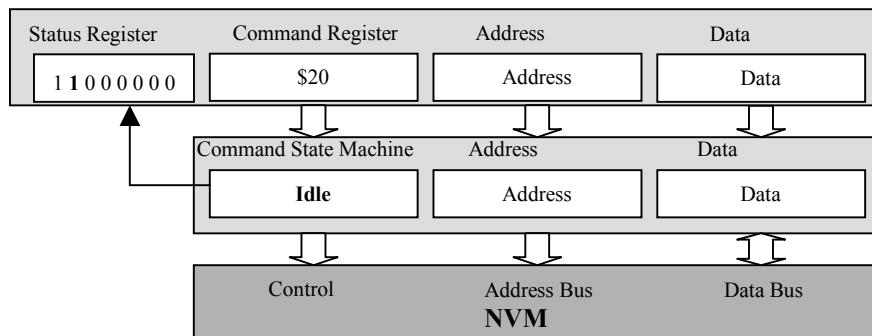 Status Register Command Register Address Data
1 1 0 0 0 0 0 0 $20 Address Data
Command State Machine Address Data
Idle Address Data
Control Address Bus Data Bus
NVM